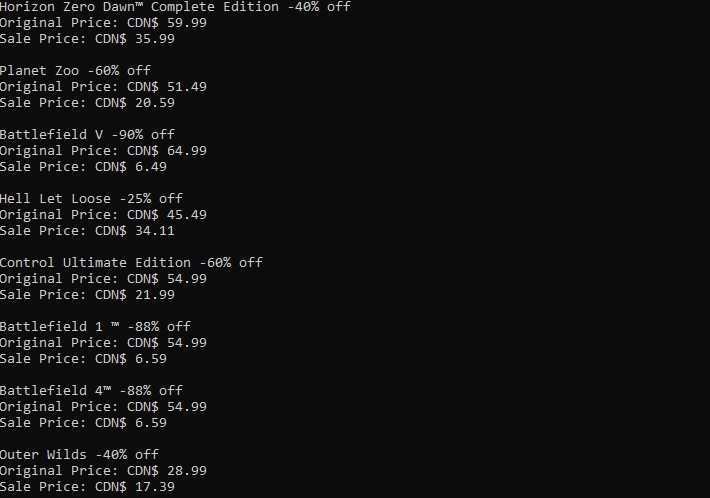 Horizon Zero Dawn™ Complete Edition -40% off
Original Price: CDN$ 59.99
Sale Price: CDN$ 35.99
Planet Zoo -60% off
Original Price: CDN$ 51.49
Sale Price: CDN$ 20.59
Battlefield V -90% off
Original Price: CDN$ 64.99
Sale Price: CDN$ 6.49
Hell Let Loose -25% off
Original Price: CDN$ 45.49
Sale Price: CDN$ 34.11
Control Ultimate Edition -60% off
Original Price: CDN$ 54.99
Sale Price: CDN$ 21.99
Battlefield 1 ™ -88% off
Original Price: CDN$ 54.99
Sale Price: CDN$ 6.59
Battlefield 4™ -88% off
Original Price: CDN$ 54.99
Sale Price: CDN$ 6.59
Outer Wilds -40% off
Original Price: CDN$ 28.99
Sale Price: CDN$ 17.39